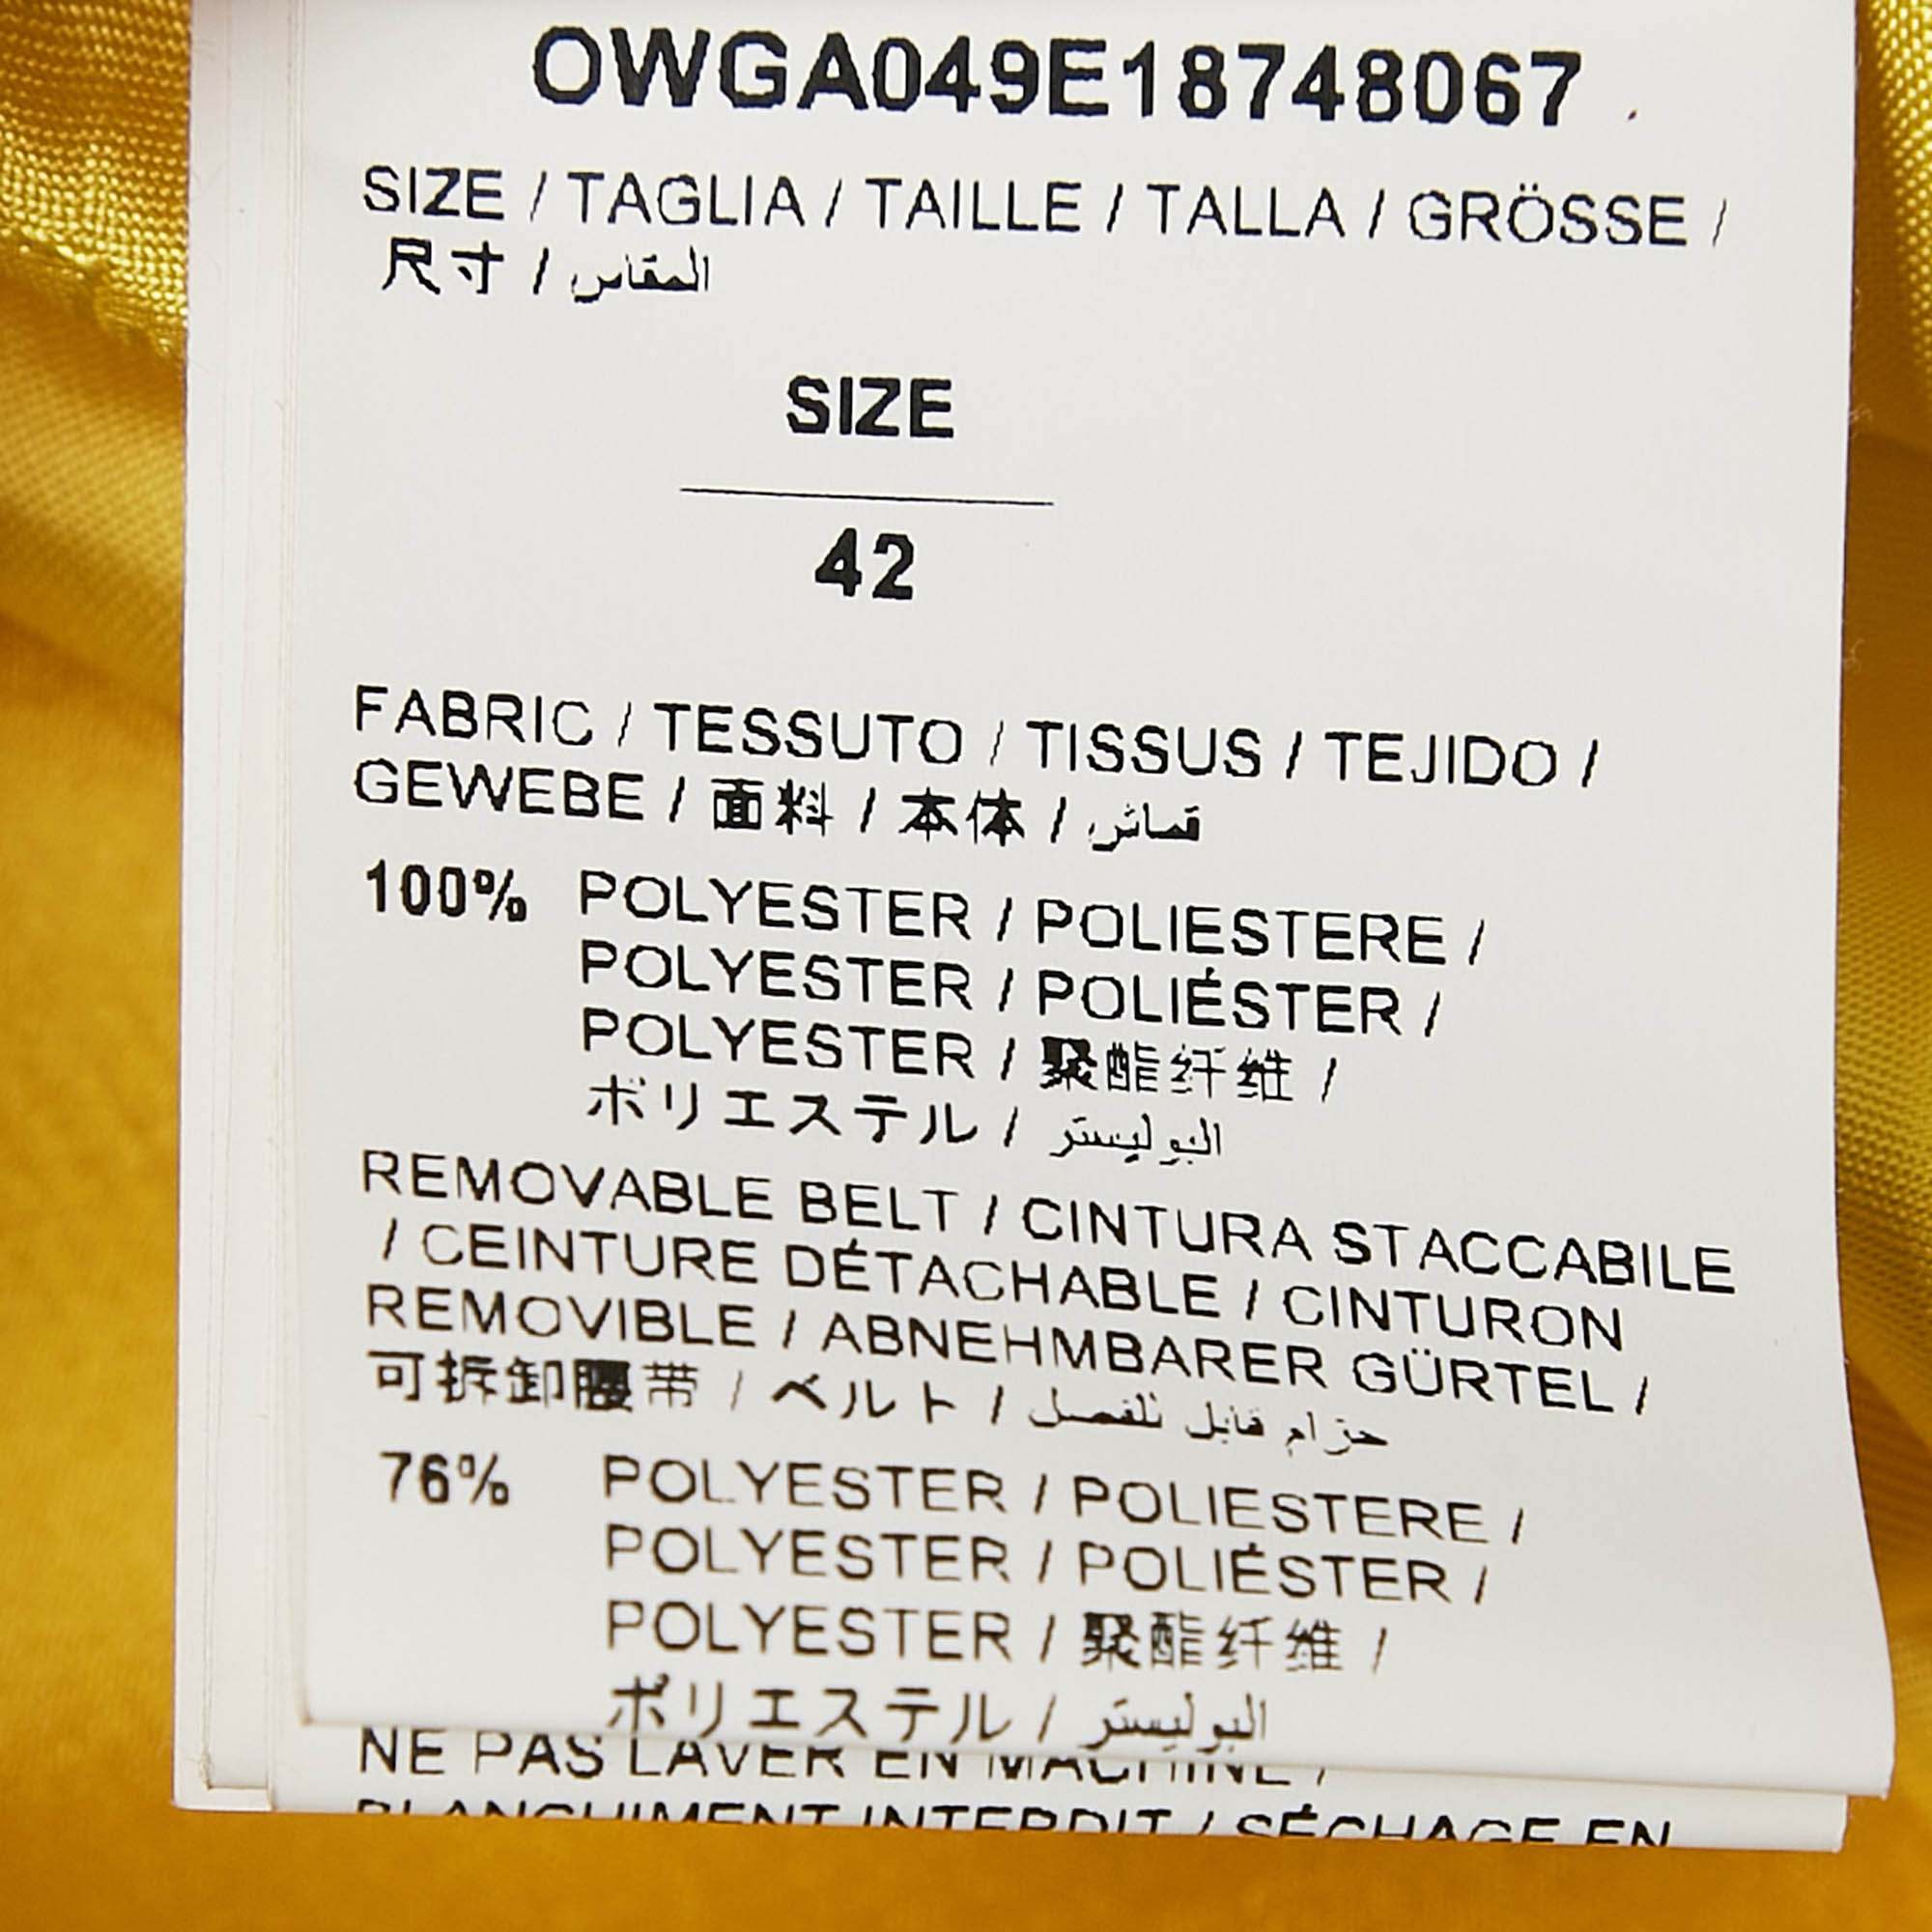 OWGA049E18748067
SIZE / TAGLIA / TAILLE / TALLA / GRÖSSE /
尺寸 / المقاس
SIZE
42
FABRIC / TESSUTO / TISSUS / TEJIDO /
GEWEBE / 面料 / 本体 / قماش
100% POLYESTER / POLIESTERE /
POLYESTER / POLIÉSTER /
POLYESTER / 聚酯纤维 /
ポリエステル / البوليستر
REMOVABLE BELT / CINTURA STACCABILE
/ CEINTURE DÉTACHABLE / CINTURON
REMOVIBLE / ABNEHMBARER GÜRTEL /
可拆卸腰带 / ベルト / حزام قابل للفصل
76% POLYESTER / POLIESTERE /
POLYESTER / POLIÉSTER /
POLYESTER / 聚酯纤维 /
ポリエステル / البوليستر
NE PAS LAVER EN MACHINE /
BLANCHIMENT INTERDIT / SÉCHAGE EN